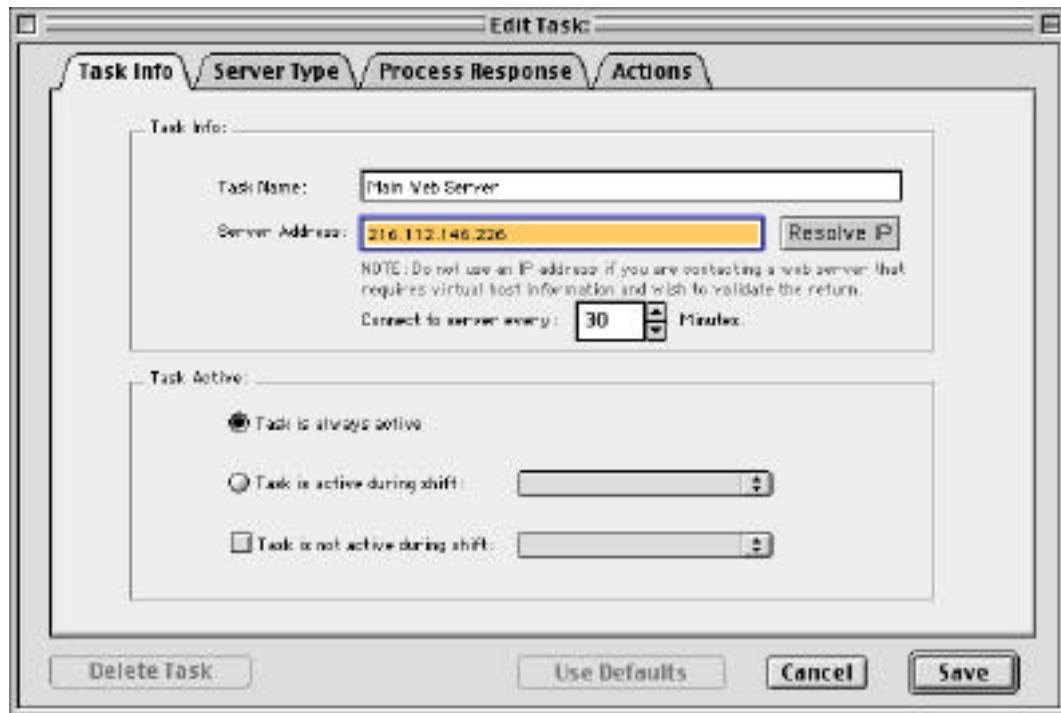 Edit Task:
Task Info Server Type Process Response Actions
Task Info:
Task Name: Main Web Server
Server Address: 216.112.146.226 Resolve IP
NOTE: Do not use an IP address if you are contacting a web server that
requires virtual host information and wish to validate the return.
Connect to server every: 30 Minutes.
Task Active:
Task is always active
Task is active during shift:
Task is not active during shift:
Delete Task Use Defaults Cancel Save